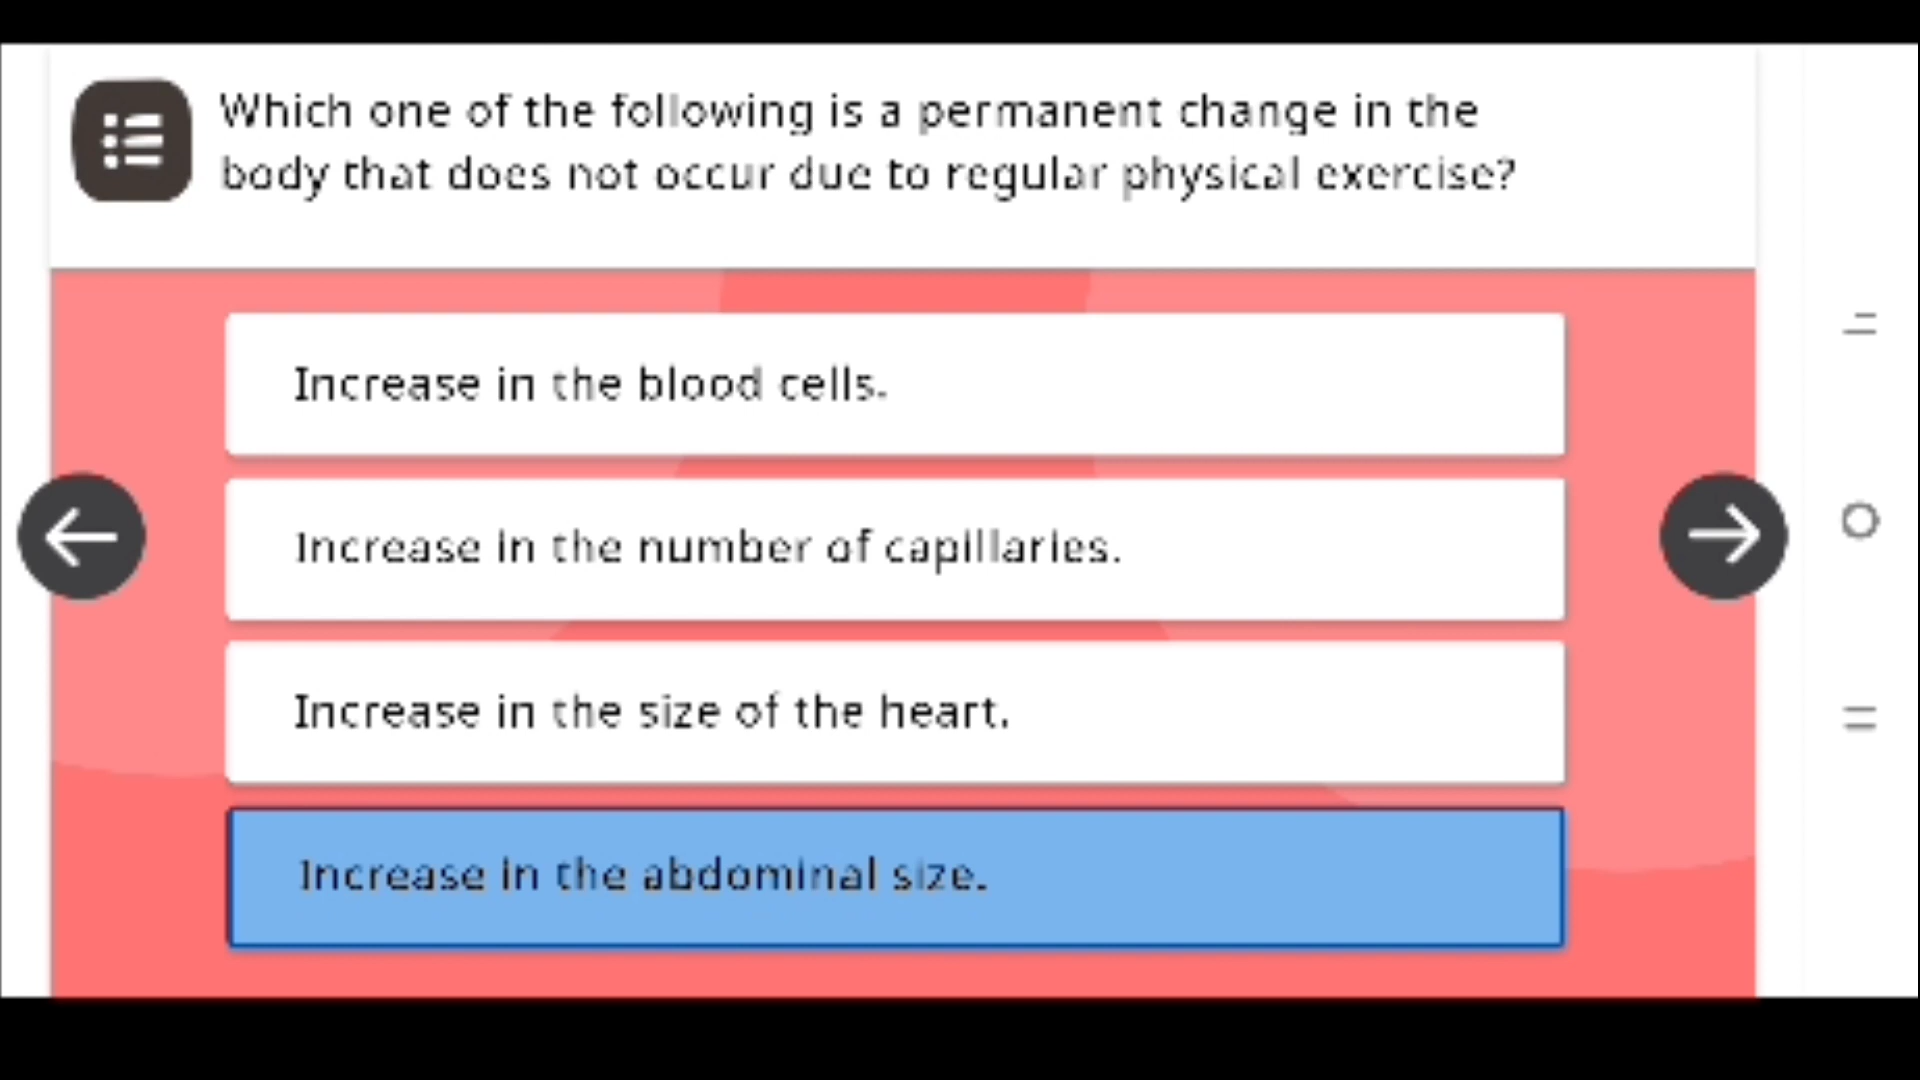 Which one of the following is a permanent change in the
body that does not occur due to regular physical exercise?
Increase in the blood cells.
Increase in the number of capillaries.
Increase in the size of the heart.
Increase in the abdominal size.